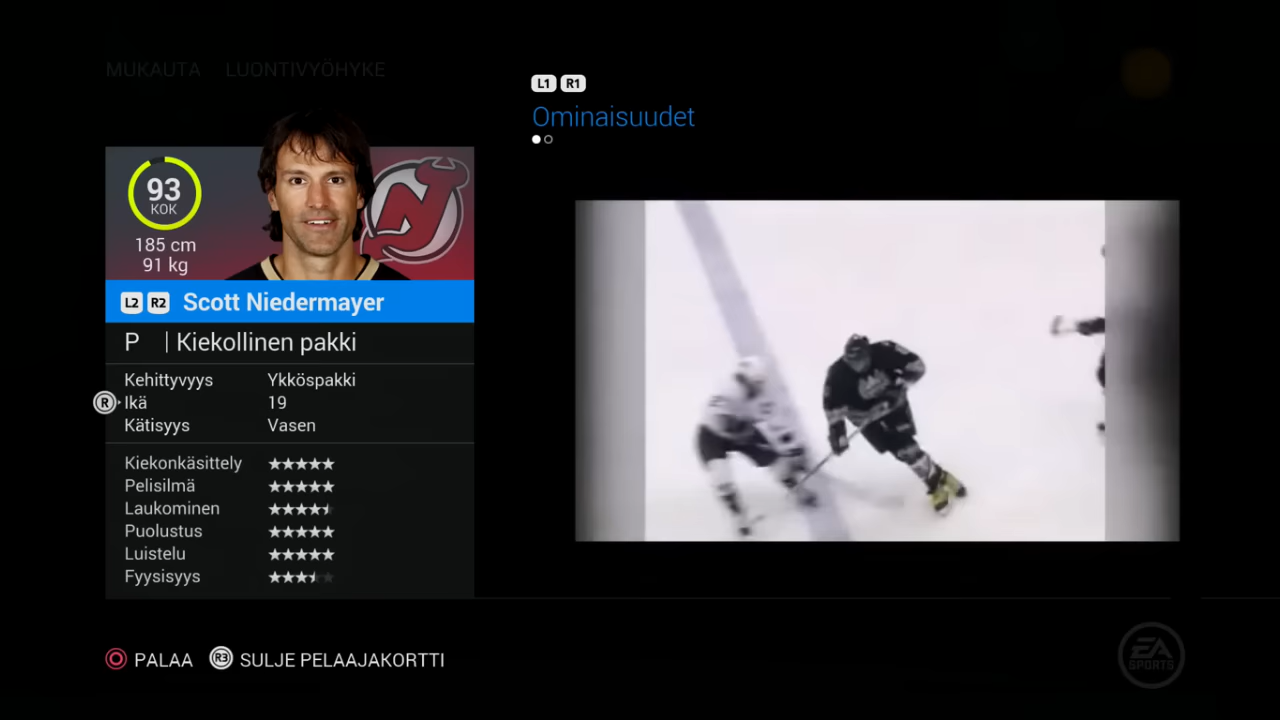 MUKAUTA LUONTIVYÖHYKE
L1 R1
Ominaisuudet
93
KOK
185 cm
91 kg
L2 R2 Scott Niedermayer
P | Kiekollinen pakki
Kehittyvyys Ykköspakki
R Ikä 19
Kätisyys Vasen
Kiekonkäsittely ★★★★★
Pelisilmä
Laukominen
Puolustus
Luistelu
Fyysisyys
PALAA R3 SULJE PELAAJAKORTTI
EA
SPORTS